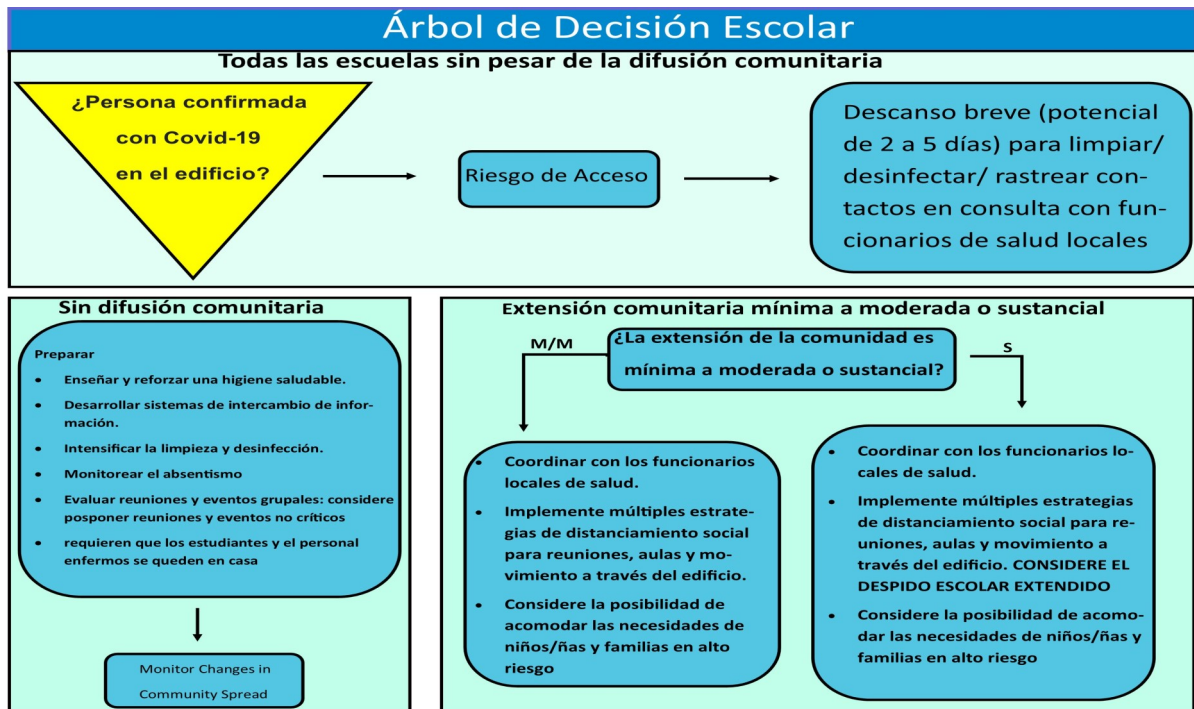 Árbol de Decisión Escolar
Todas las escuelas sin pesar de la difusión comunitaria
¿Persona confirmada
con Covid-19
en el edificio?
Riesgo de Acceso
Descanso breve (potencial
de 2 a 5 días) para limpiar/
desinfectar/ rastrear con-
tactos en consulta con fun-
cionarios de salud locales
Sin difusión comunitaria
Preparar
• Enseñar y reforzar una higiene saludable.
• Desarrollar sistemas de intercambio de infor-
mación.
• Intensificar la limpieza y desinfección.
• Monitorear el absentismo
• Evaluar reuniones y eventos grupales: considere
posponer reuniones y eventos no críticos
• requieren que los estudiantes y el personal
enfermos se queden en casa
Monitor Changes in
Community Spread
Extensión comunitaria mínima a moderada o sustancial
¿La extensión de la comunidad es
mínima a moderada o sustancial?
M/M
S
• Coordinar con los funcionarios
locales de salud.
• Implemente múltiples estrate-
gias de distanciamiento social
para reuniones, aulas y mo-
vimiento a través del edificio.
• Considere la posibilidad de
acomodar las necesidades de
niños/ñas y familias en alto
riesgo
• Coordinar con los funcionarios lo-
cales de salud.
• Implemente múltiples estrategias
de distanciamiento social para re-
uniones, aulas y movimiento a
través del edificio. CONSIDERE EL
DESPIDO ESCOLAR EXTENDIDO
• Considere la posibilidad de acomo-
dar las necesidades de niños/ñas y
familias en alto riesgo